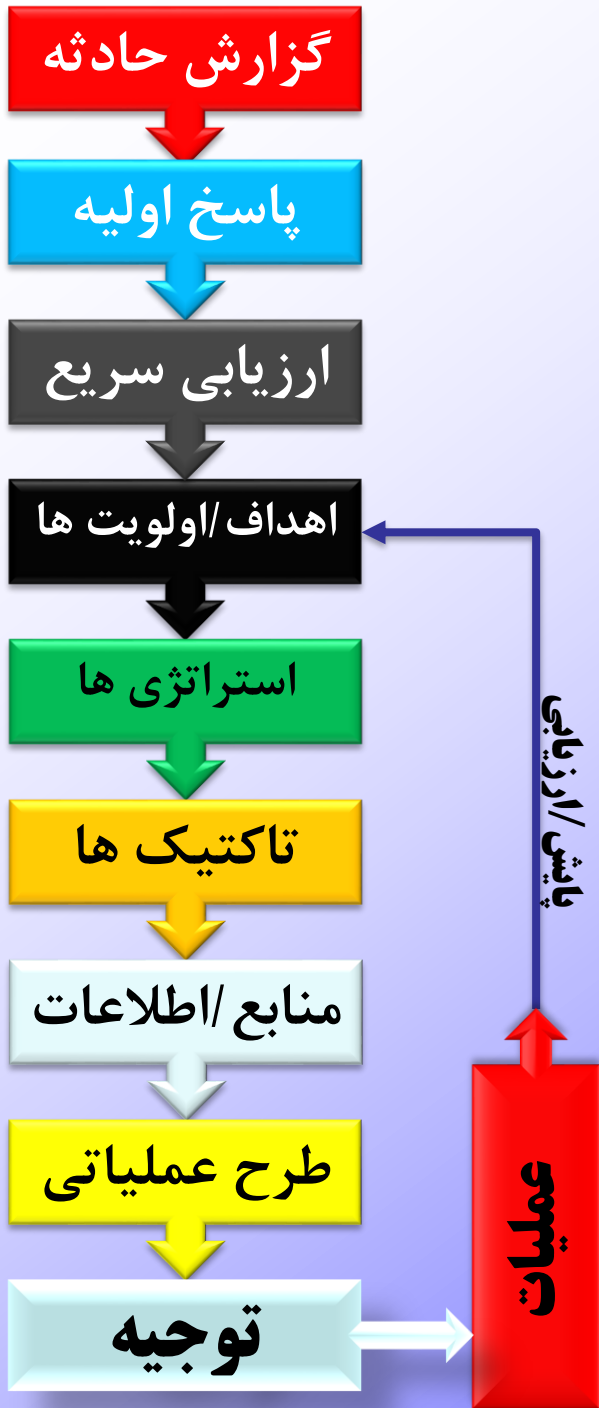 گزارش حادثه
پاسخ اولیه
ارزیابی سریع
اهداف/اولویت ها
استراتژی ها
تاکتیک ها
منابع/اطلاعات
طرح عملیاتی
توجیه
عملیات
پایش/ارزیابی